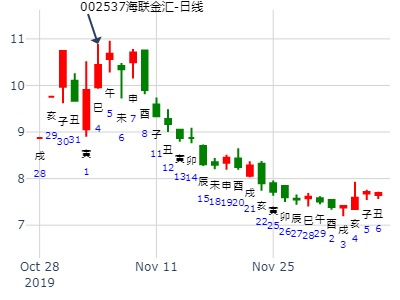 002537海联金汇-日线
11
10
9
8
7
戌
28
亥
29
子
30
丑
31
寅
1
巳
4
午
5
未
6
申
7
酉
8
子
11
丑
12
寅
13
卯
14
辰
15
未
18
申
19
酉
20
戌
21
亥
22
寅
25
卯
26
辰
27
巳
28
午
29
酉
2
戌
3
亥
4
子
5
丑
6
Oct 28
2019
Nov 11
Nov 25